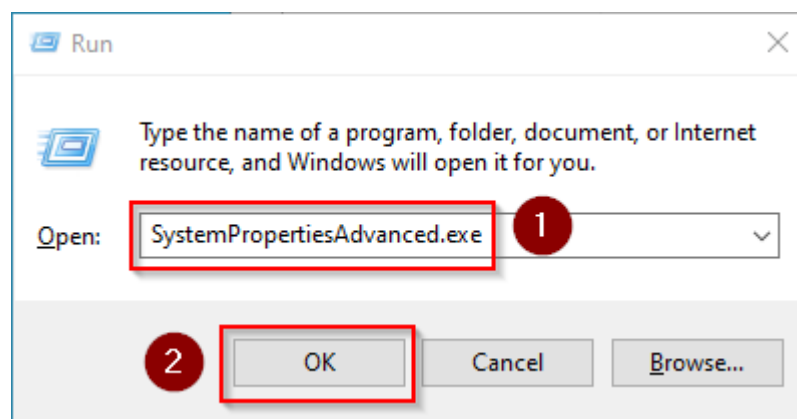 Run
Type the name of a program, folder, document, or Internet
resource, and Windows will open it for you.
Open: SystemPropertiesAdvanced.exe 1
2 OK Cancel Browse...